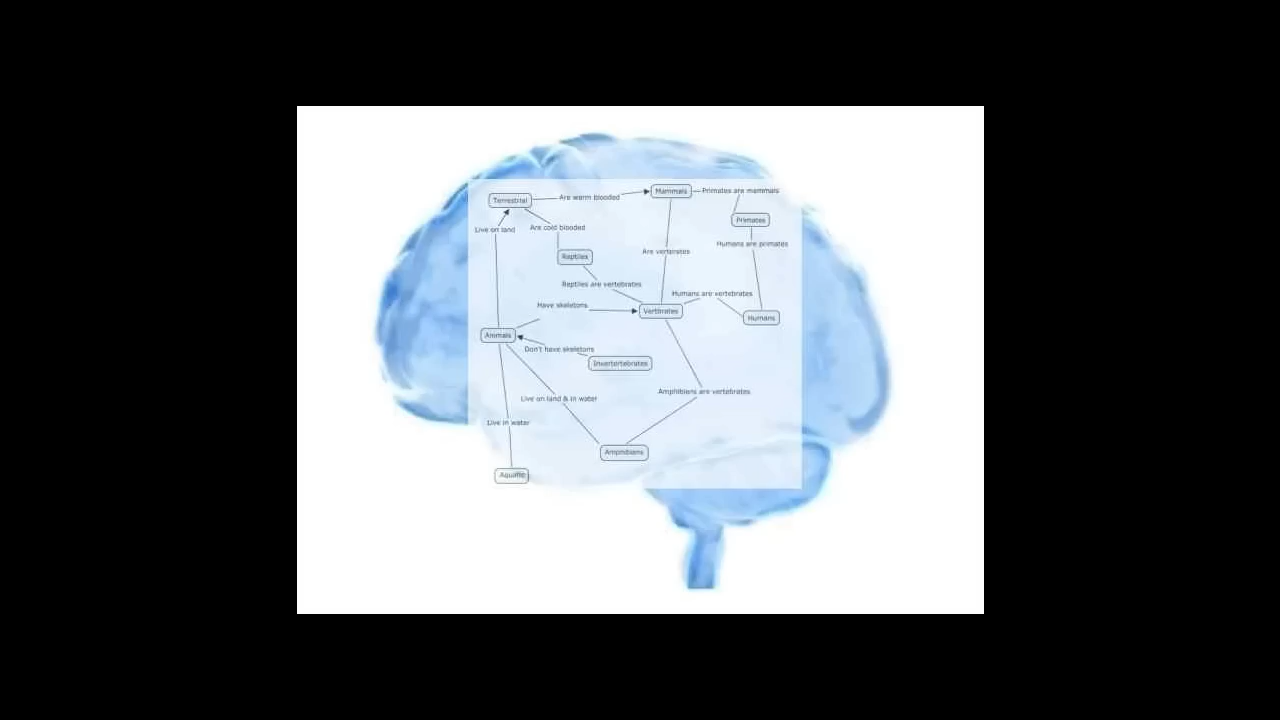 Mammals
Primates are mammals
Are warm blooded
Terrestrial
Primates
Are cold blooded
Live on land
Humans are primates
Are vertebrates
Reptiles
Reptiles are vertebrates
Humans are vertebrates
Have skeletons
Vertbrates
Humans
Animals
Don't have skeletons
Invertertebrates
Amphibians are vertebrates
Live on land & in water
Live in water
Amphibians
Aquatic